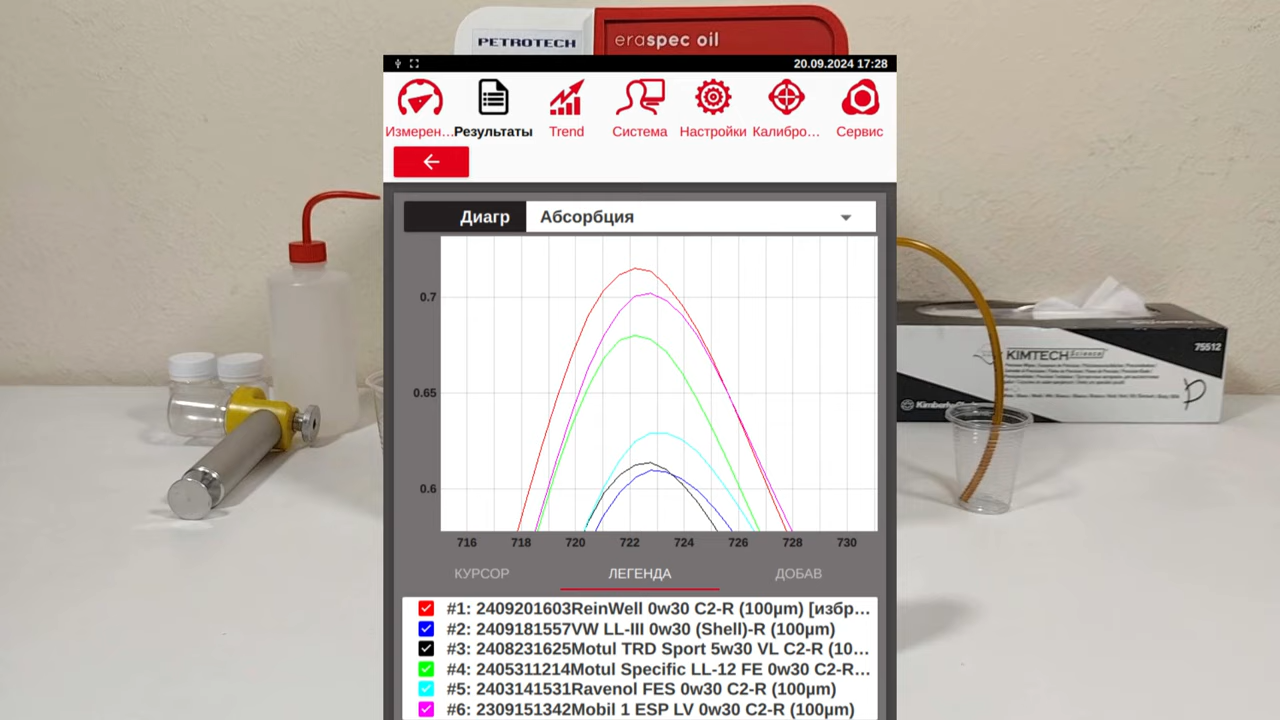 PETROTECH
eraspec oil
20.09.2024 17:28
Измерен... Результаты Trend Система Настройки Калибро... Сервис
Диагр Абсорбция
0.7
0.65
0.6
716 718 720 722 724 726 728 730
КУРСОР ЛЕГЕНДА ДОБАВ
#1: 2409201603ReinWell 0w30 C2-R (100µm) [избр...
#2: 2409181557VW LL-III 0w30 (Shell)-R (100µm)
#3: 2408231625Motul TRD Sport 5w30 VL C2-R (10...
#4: 2405311214Motul Specific LL-12 FE 0w30 C2-R...
#5: 2403141531Ravenol FES 0w30 C2-R (100µm)
#6: 2309151342Mobil 1 ESP LV 0w30 C2-R (100µm)
75512
KIMTECH Science